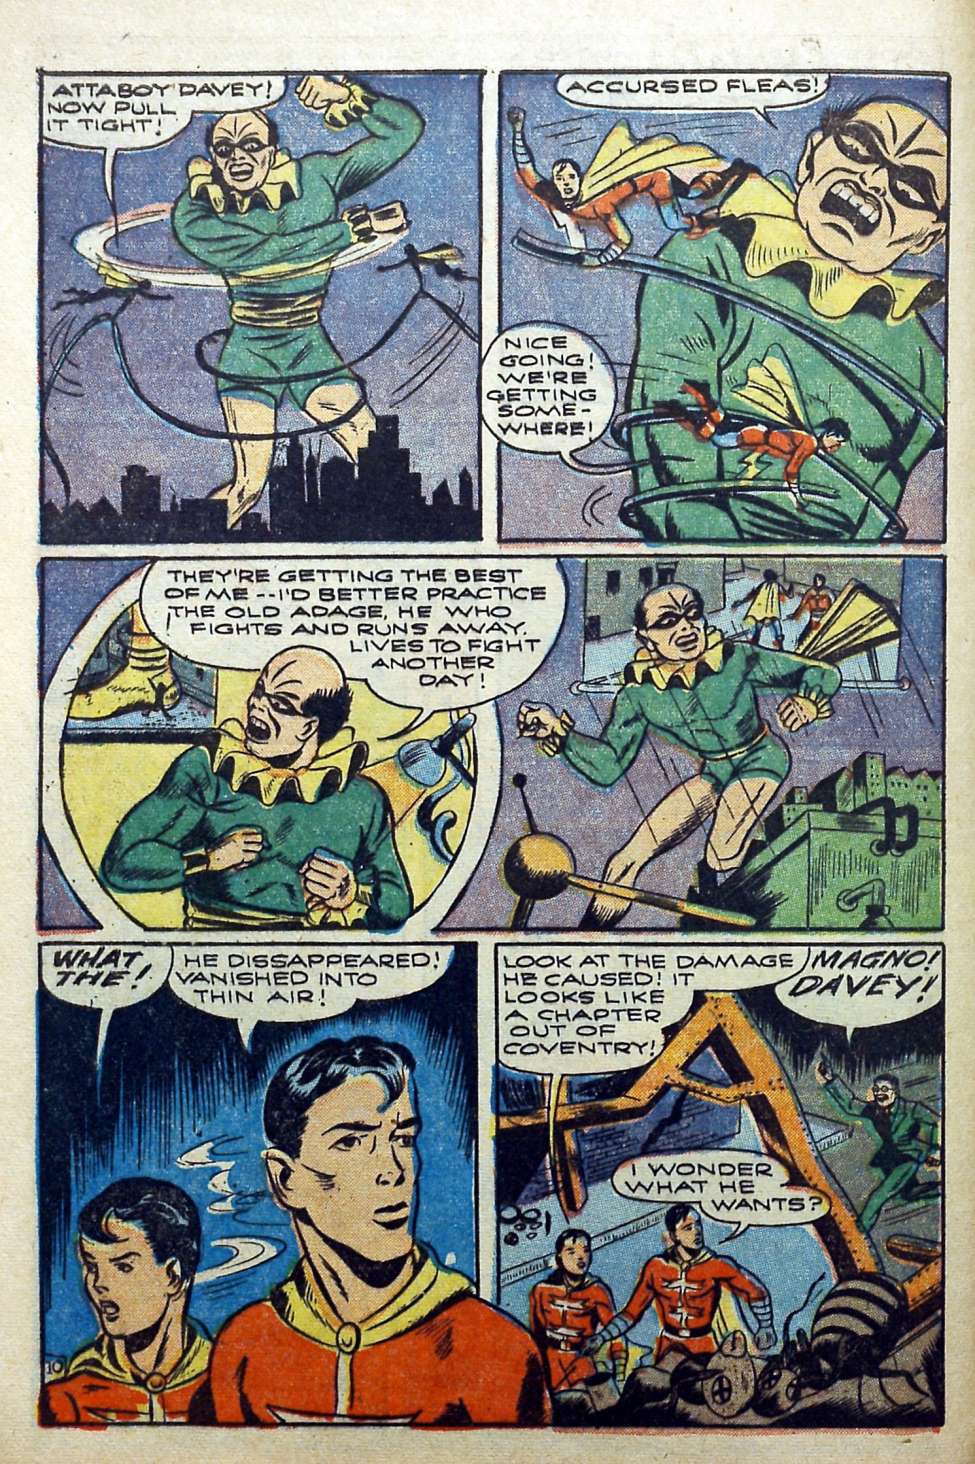 ATTABOY DAVEY!
NOW PULL
IT TIGHT!
ACCURSED FLEAS!
NICE
GOING!
WE'RE
GETTING
SOME-
WHERE!
THEY'RE GETTING THE BEST
OF ME--I'D BETTER PRACTICE
THE OLD ADAGE, HE WHO
FIGHTS AND RUNS AWAY,
LIVES TO FIGHT
ANOTHER
DAY!
WHAT
THE!
HE DISSAPPEARED!
VANISHED INTO
THIN AIR!
10
LOOK AT THE DAMAGE
HE CAUSED! IT
LOOKS LIKE
A CHAPTER
OUT OF
COVENTRY!
MAGNO!
DAVEY!
I WONDER
WHAT HE
WANTS?